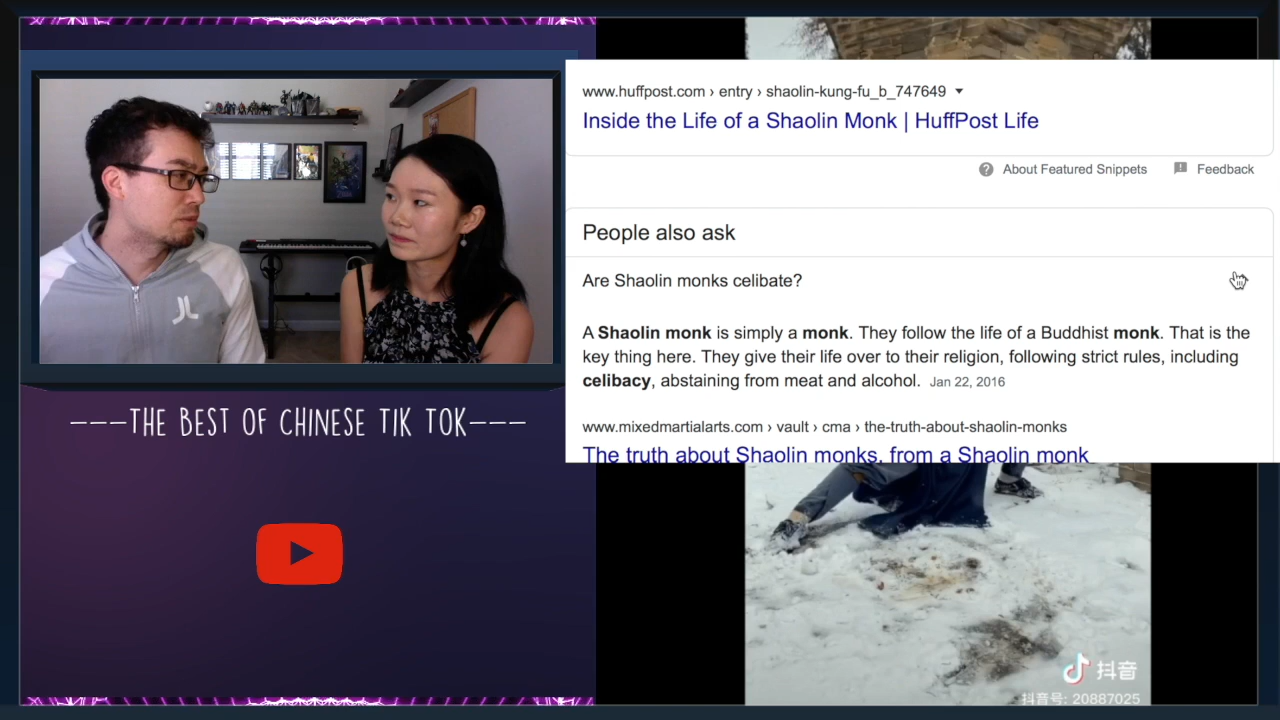 www.huffpost.com › entry › shaolin-kung-fu_b_747649
Inside the Life of a Shaolin Monk | HuffPost Life
About Featured Snippets Feedback
People also ask
Are Shaolin monks celibate?
A Shaolin monk is simply a monk. They follow the life of a Buddhist monk. That is the
key thing here. They give their life over to their religion, following strict rules, including
celibacy, abstaining from meat and alcohol. Jan 22, 2016
www.mixedmartialarts.com › vault › cma › the-truth-about-shaolin-monks
The truth about Shaolin monks, from a Shaolin monk
JL
---THE BEST OF CHINESE TIK TOK---
抖音
抖音号: 20887025